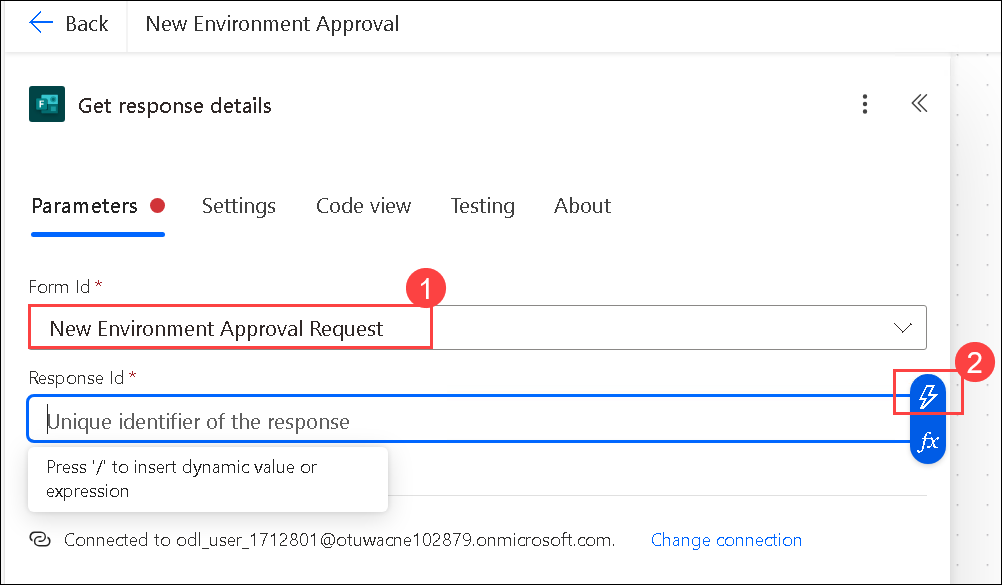 Back New Environment Approval
Get response details
Parameters Settings Code view Testing About
Form Id *
1
New Environment Approval Request
2
Response Id *
Unique identifier of the response
fx
Press '/' to insert dynamic value or
expression
Connected to odl_user_1712801@otuwacne102879.onmicrosoft.com. Change connection